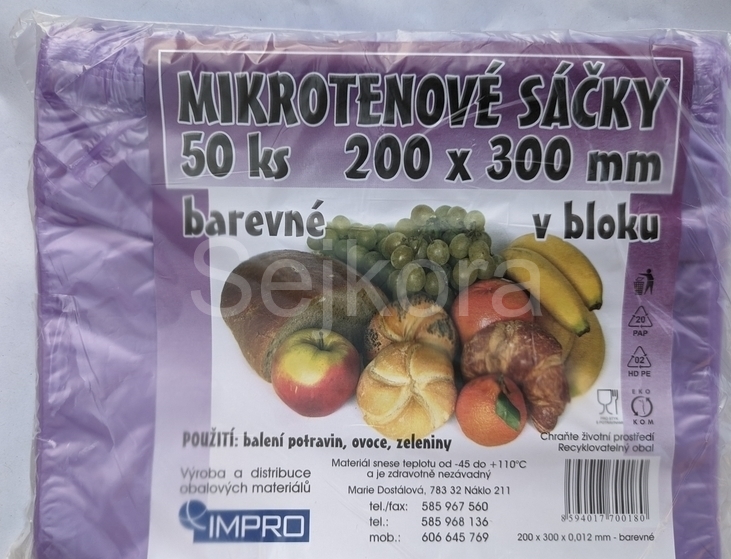 MIKROTENOVÉ SÁČKY
50 ks 200 x 300 mm
barevné v bloku
Sejkora
20
PAP
02
HD PE
EKO
KOM
POUŽITÍ: balení potravin, ovoce, zeleniny
Chraňte životní prostředí
Recyklovatelný obal
Výroba a distribuce
obalových materiálů
IMPRO
Materiál snese teplotu od -45 do +110°C
a je zdravotně nezávadný
Marie Dostálová, 783 32 Náklo 211
tel./fax: 585 967 560
tel.: 585 968 136
mob.: 606 645 769
8594017700180
200 x 300 x 0,012 mm - barevné